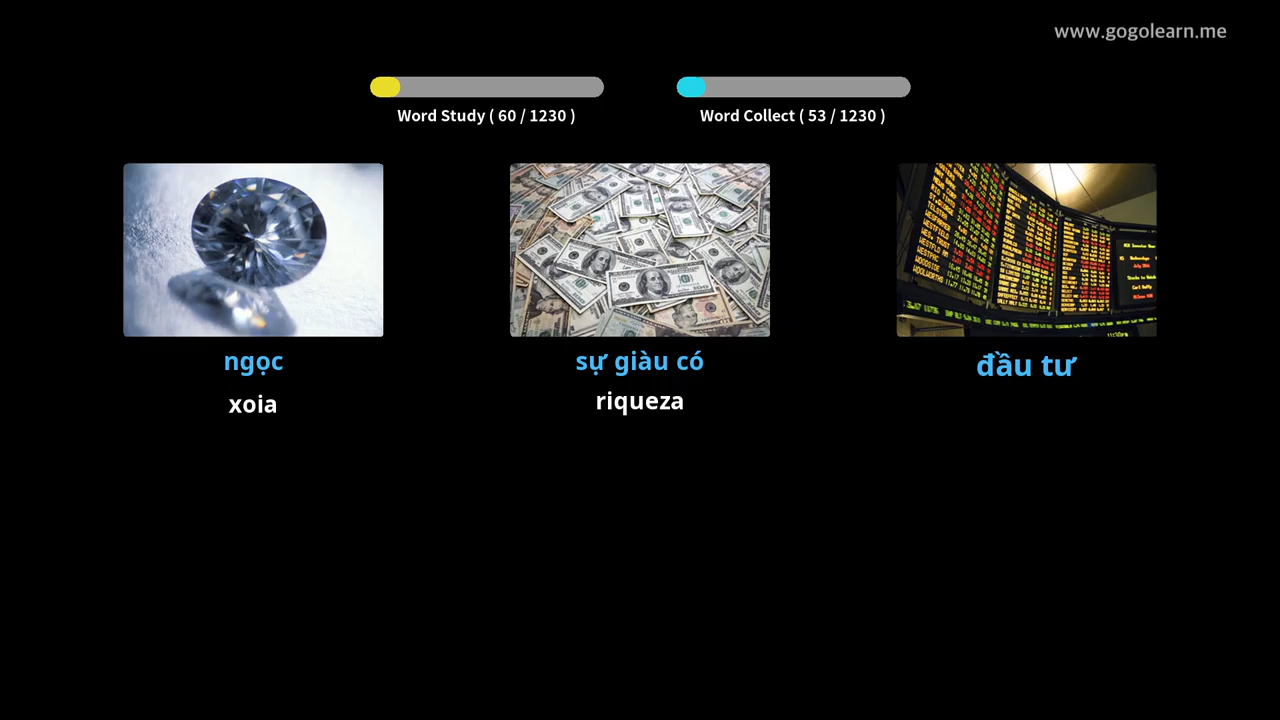 www.gogolearn.me
Word Study ( 60 / 1230 )
Word Collect ( 53 / 1230 )
ngọc
sự giàu có
đầu tư
xoia
riqueza